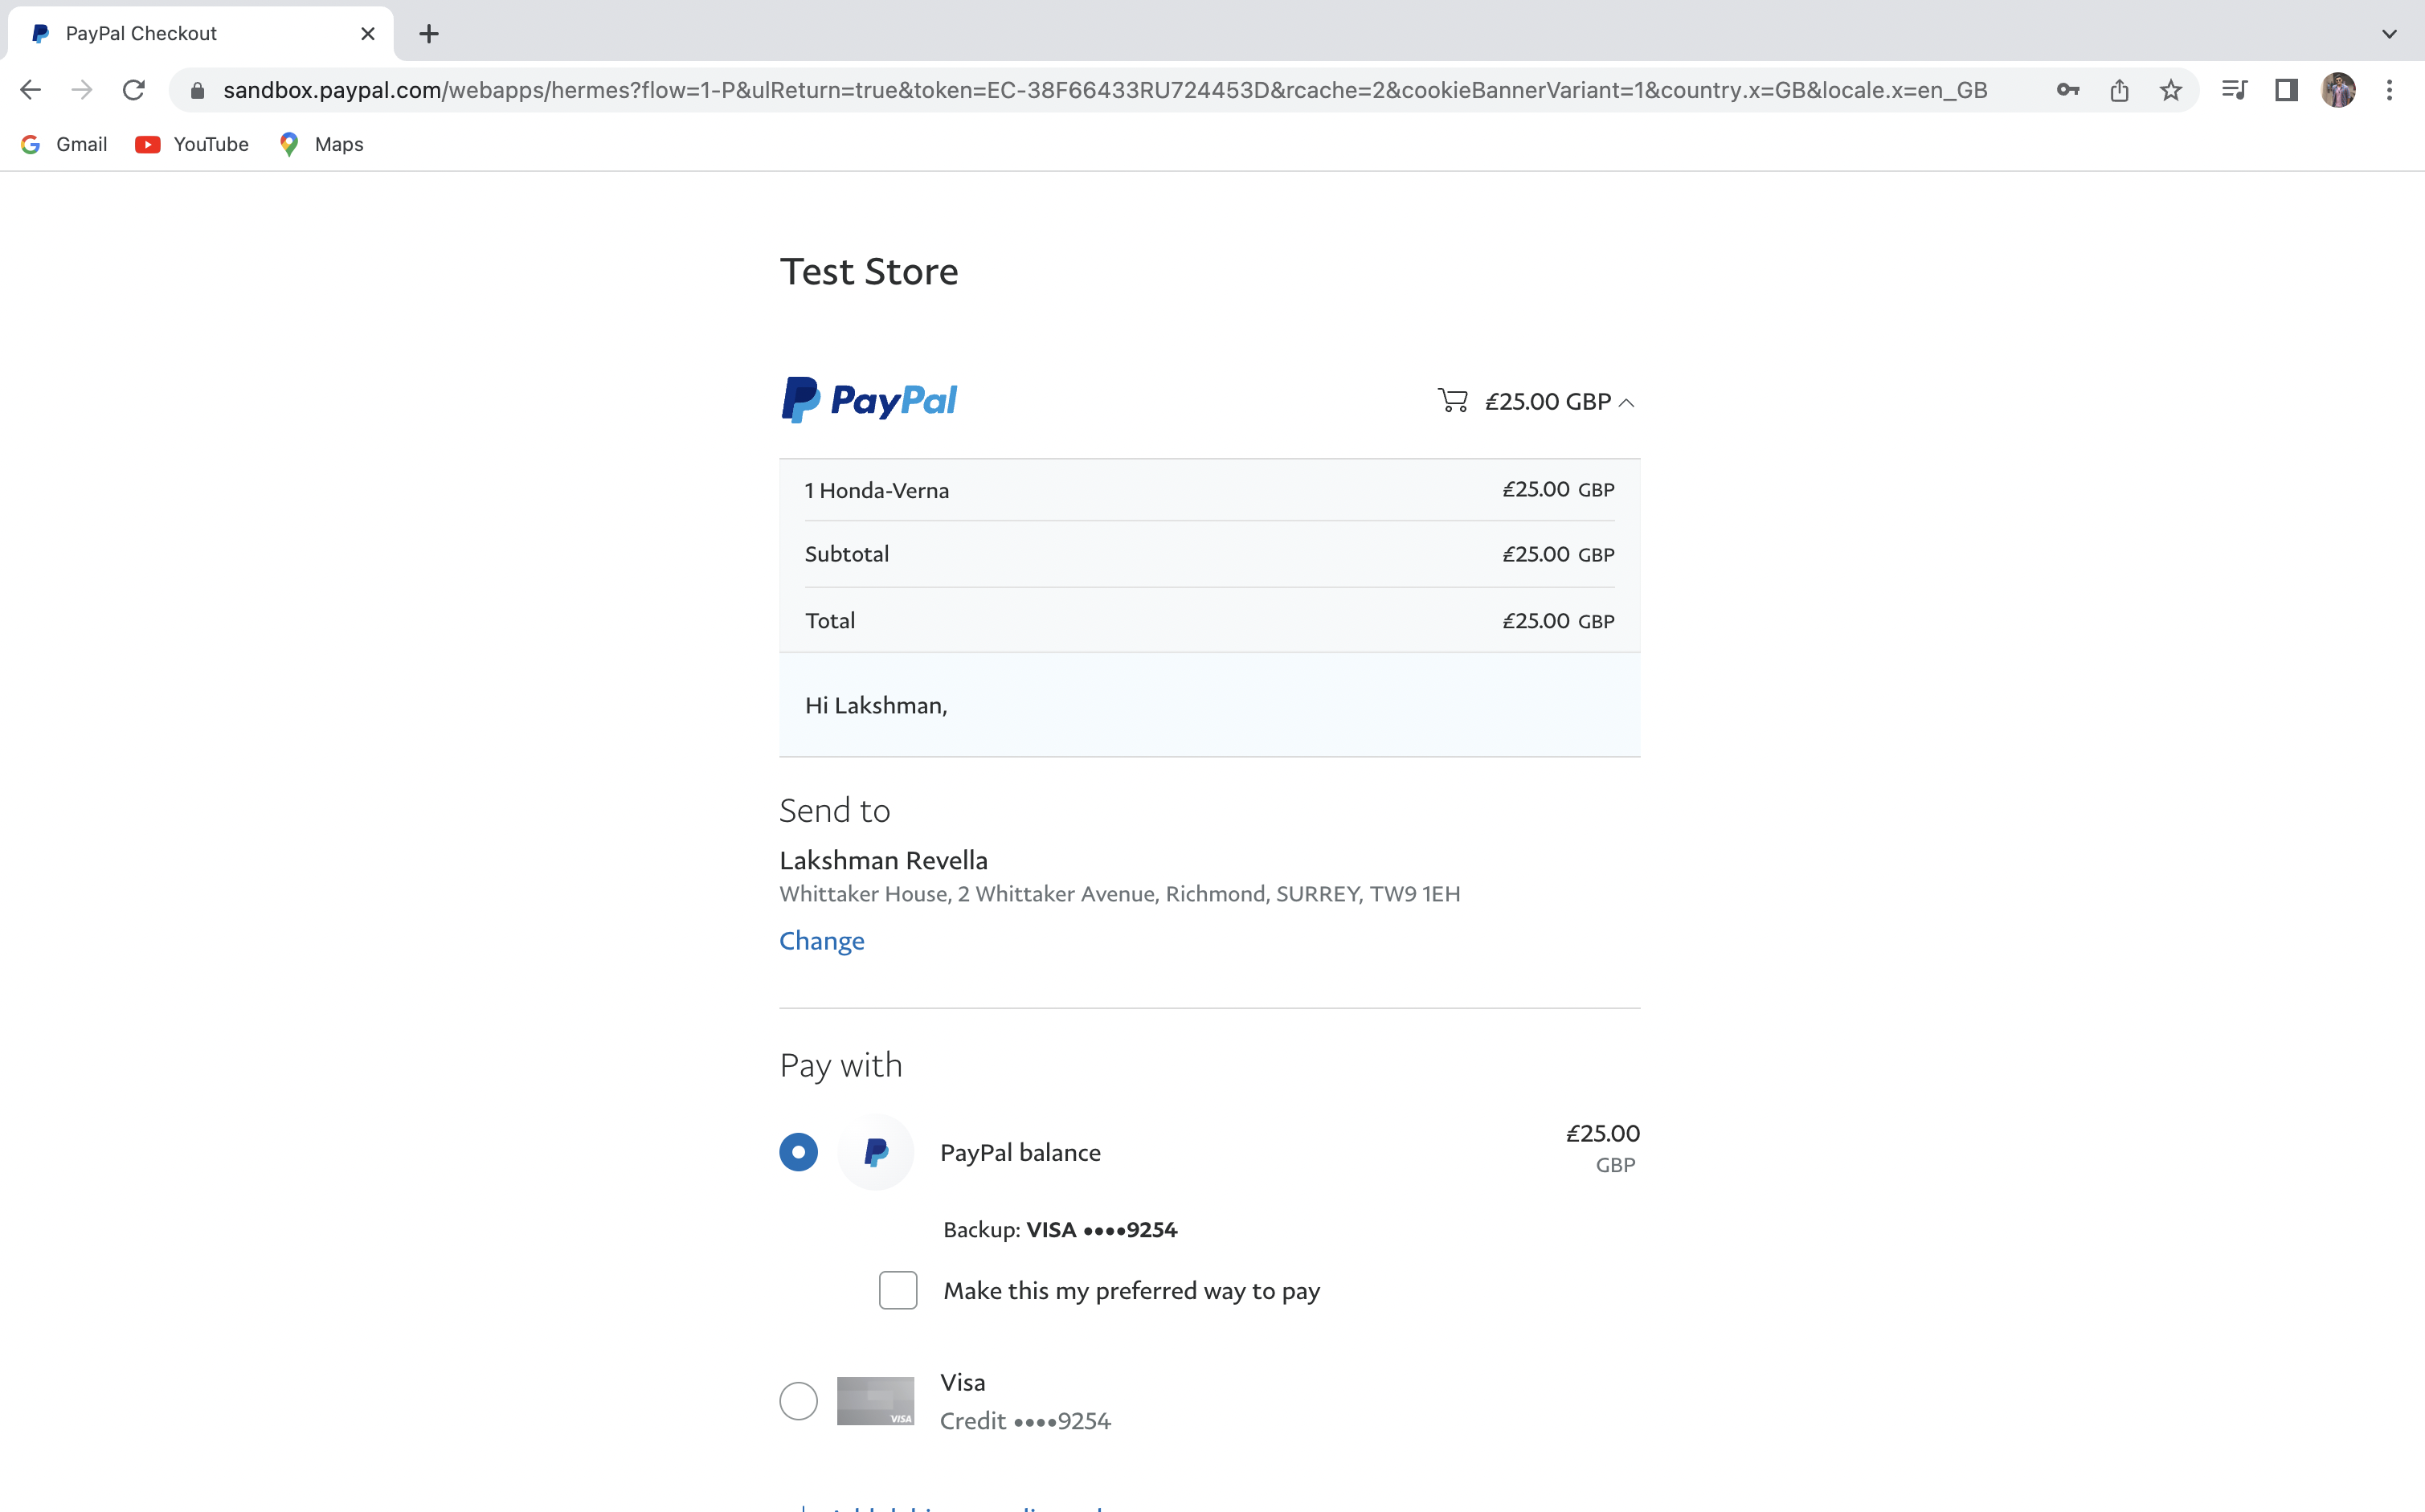 PayPal Checkout
sandbox.paypal.com/webapps/hermes?flow=1-P&ulReturn=true&token=EC-38F66433RU724453D&rcache=2&cookieBannerVariant=1&country.x=GB&locale.x=en_GB
Gmail YouTube Maps
Test Store
PayPal £25.00 GBP
1 Honda-Verna £25.00 GBP
Subtotal £25.00 GBP
Total £25.00 GBP
Hi Lakshman,
Send to
Lakshman Revella
Whittaker House, 2 Whittaker Avenue, Richmond, SURREY, TW9 1EH
Change
Pay with
PayPal balance £25.00
GBP
Backup: VISA ••••9254
Make this my preferred way to pay
Visa
VISA
Credit ••••9254